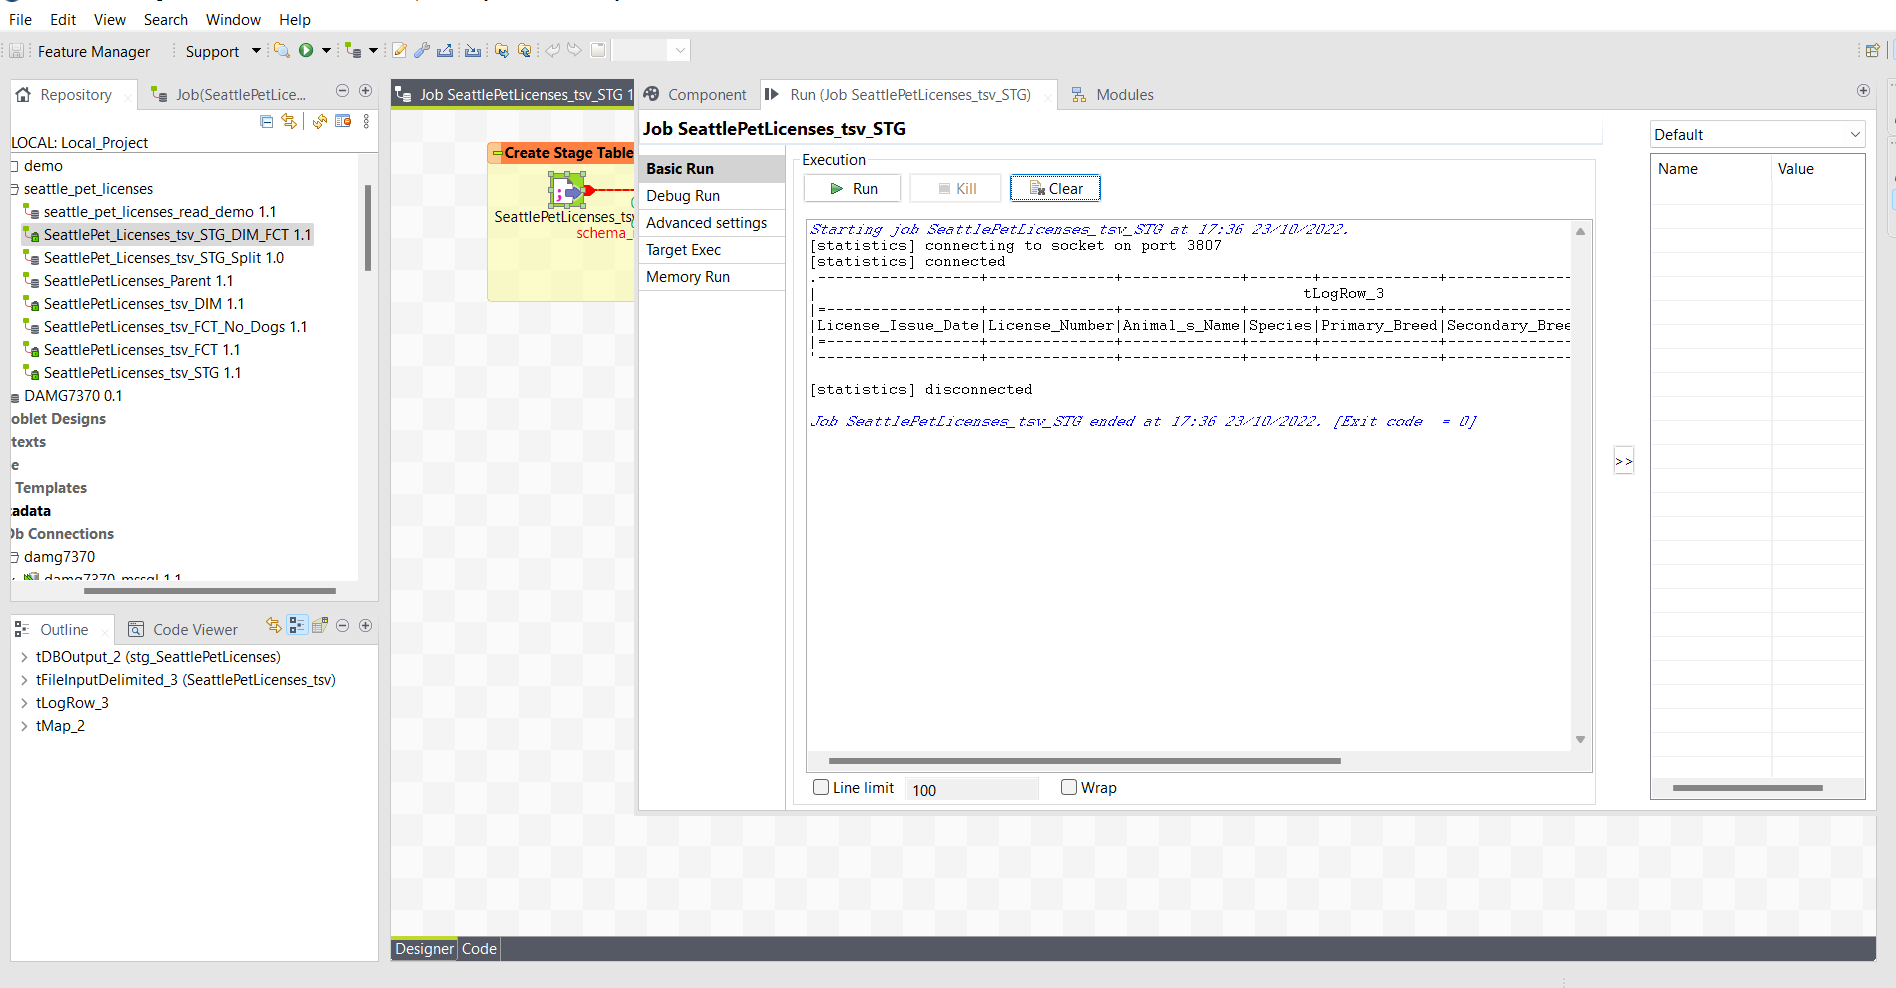 File Edit View Search Window Help
Feature Manager Support
Repository Job(SeattlePetLice...
LOCAL: Local_Project
demo
seattle_pet_licenses
seattle_pet_licenses_read_demo 1.1
SeattlePet_Licenses_tsv_STG_DIM_FCT 1.1
SeattlePet_Licenses_tsv_STG_Split 1.0
SeattlePetLicenses_Parent 1.1
SeattlePetLicenses_tsv_DIM 1.1
SeattlePetLicenses_tsv_FCT_No_Dogs 1.1
SeattlePetLicenses_tsv_FCT 1.1
SeattlePetLicenses_tsv_STG 1.1
DAMG7370 0.1
oblet Designs
texts
e
Templates
adata
Db Connections
damg7370
damg7370_mssql 1.1
Outline Code Viewer
tDBOutput_2 (stg_SeattlePetLicenses)
tFileInputDelimited_3 (SeattlePetLicenses_tsv)
tLogRow_3
tMap_2
Job SeattlePetLicenses_tsv_STG 1
Create Stage Table
SeattlePetLicenses_tsv
schema_
Designer Code
Component Run (Job SeattlePetLicenses_tsv_STG) Modules
Job SeattlePetLicenses_tsv_STG
Basic Run
Debug Run
Advanced settings
Target Exec
Memory Run
Execution
Run Kill Clear
Starting job SeattlePetLicenses_tsv_STG at 17:36 23/10/2022.
[statistics] connecting to socket on port 3807
[statistics] connected
.------------------+--------------+-------------+-------+-------------+--------------
| tLogRow_3
|=-----------------+--------------+-------------+-------+-------------+--------------
|License_Issue_Date|License_Number|Animal_s_Name|Species|Primary_Breed|Secondary_Bree
|=-----------------+--------------+-------------+-------+-------------+--------------
'------------------+--------------+-------------+-------+-------------+--------------
[statistics] disconnected
Job SeattlePetLicenses_tsv_STG ended at 17:36 23/10/2022. [Exit code  = 0]
Line limit 100 Wrap
>>
Default
Name Value